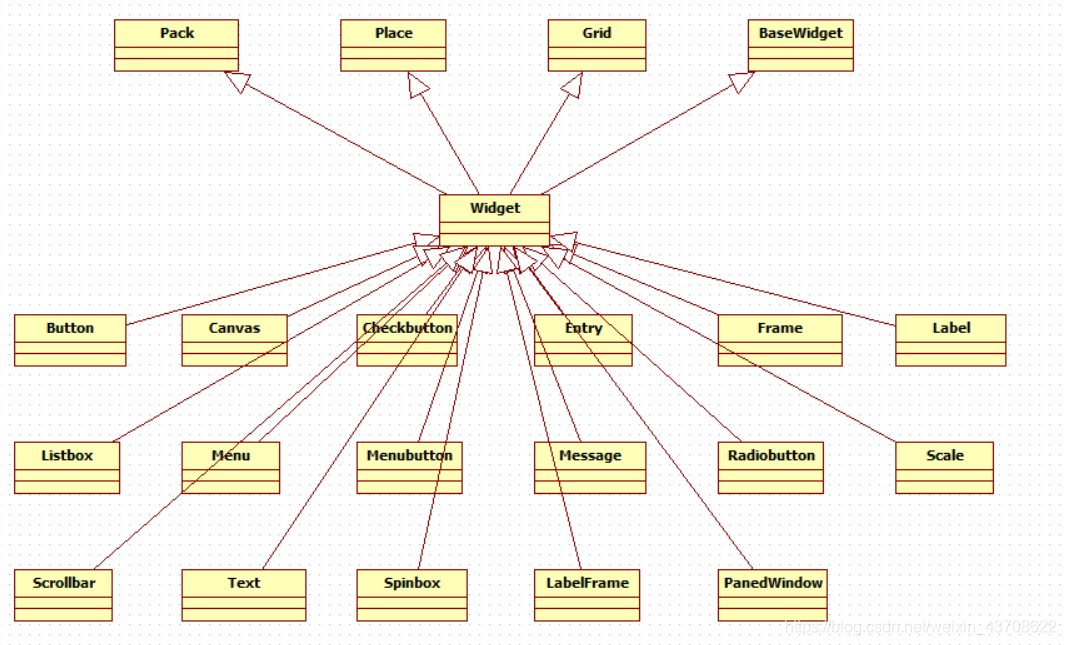 Pack
Place
Grid
BaseWidget
Widget
Button
Canvas
Checkbutton
Entry
Frame
Label
Listbox
Menu
Menubutton
Message
Radiobutton
Scale
Scrollbar
Text
Spinbox
LabelFrame
PanedWindow
https://blog.csdn.net/weixin_43708622